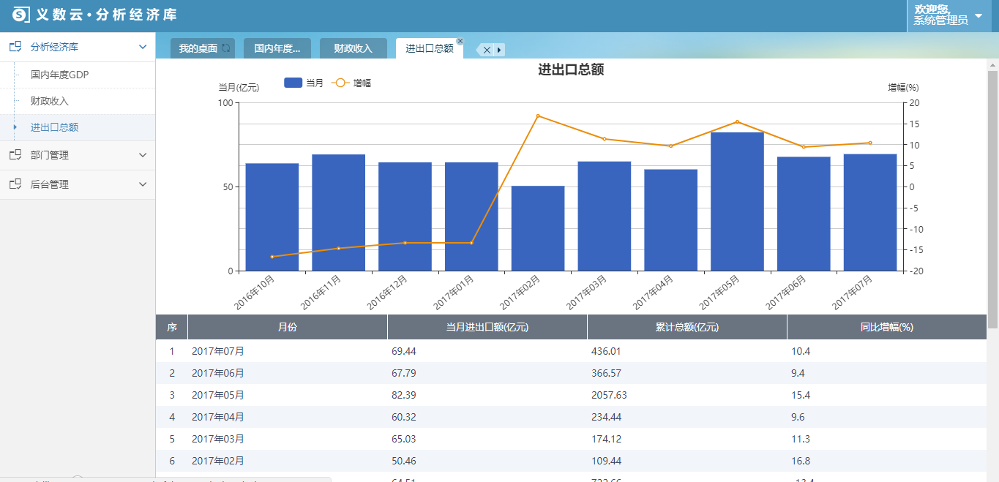 义数云·分析经济库
欢迎您,
系统管理员
分析经济库
国内年度GDP
财政收入
进出口总额
部门管理
后台管理
我的桌面 国内年度... 财政收入 进出口总额
进出口总额
当月(亿元) 当月 增幅 增幅(%)
100
50
0
20
15
10
5
0
-5
-10
-15
-20
2016年10月 2016年11月 2016年12月 2017年01月 2017年02月 2017年03月 2017年04月 2017年05月 2017年06月 2017年07月
序 月份 当月进出口额(亿元) 累计总额(亿元) 同比增幅(%)
1 2017年07月 69.44 436.01 10.4
2 2017年06月 67.79 366.57 9.4
3 2017年05月 82.39 2057.63 15.4
4 2017年04月 60.32 234.44 9.6
5 2017年03月 65.03 174.12 11.3
6 2017年02月 50.46 109.44 16.8